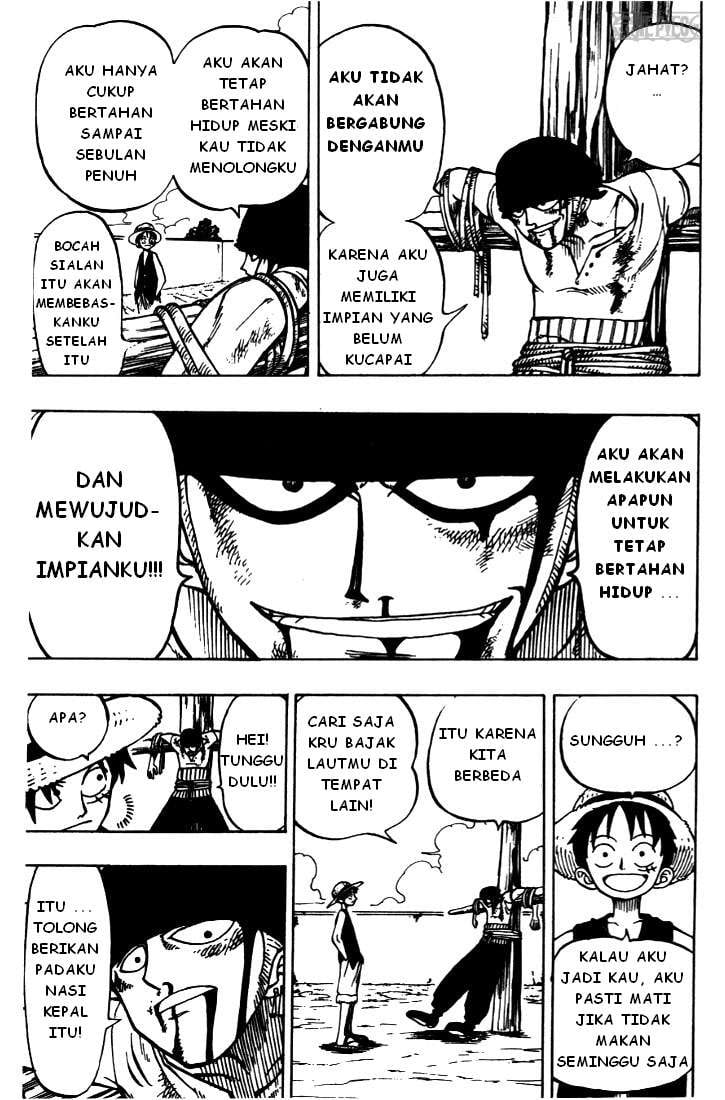 JAHAT?
...
AKU TIDAK
AKAN
BERGABUNG
DENGANMU
KARENA AKU
JUGA
MEMILIKI
IMPIAN YANG
BELUM
KUCAPAI
AKU AKAN
TETAP
BERTAHAN
HIDUP MESKI
KAU TIDAK
MENOLONGKU
AKU HANYA
CUKUP
BERTAHAN
SAMPAI
SEBULAN
PENUH
BOCAH
SIALAN
ITU AKAN
MEMBEBAS-
KANKU
SETELAH
ITU
AKU AKAN
MELAKUKAN
APAPUN
UNTUK
TETAP
BERTAHAN
HIDUP ...
DAN
MEWUJUD-
KAN
IMPIANKU!!!
SUNGGUH ...?
KALAU AKU
JADI KAU, AKU
PASTI MATI
JIKA TIDAK
MAKAN
SEMINGGU SAJA
ITU KARENA
KITA
BERBEDA
CARI SAJA
KRU BAJAK
LAUTMU DI
TEMPAT
LAIN!
HEI!
TUNGGU
DULU!!
APA?
ITU ...
TOLONG
BERIKAN
PADAKU
NASI
KEPAL
ITU!